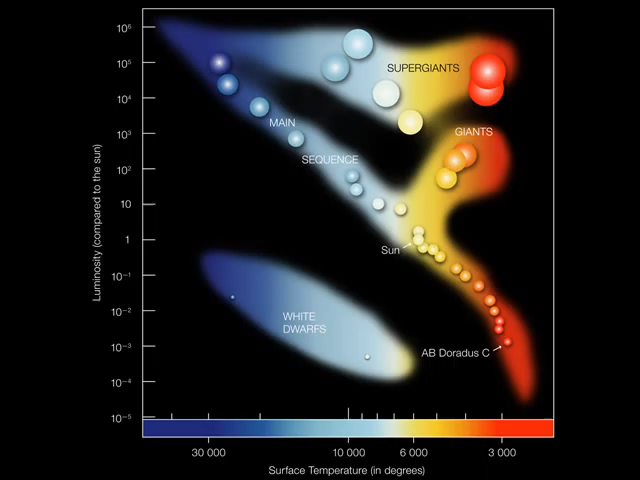 10⁶
10⁵
SUPERGIANTS
10⁴
MAIN
10³
GIANTS
SEQUENCE
10²
10
Luminosity (compared to the sun)
1
Sun
10⁻¹
10⁻²
WHITE
DWARFS
10⁻³
AB Doradus C
10⁻⁴
10⁻⁵
30 000
10 000
6 000
3 000
Surface Temperature (in degrees)